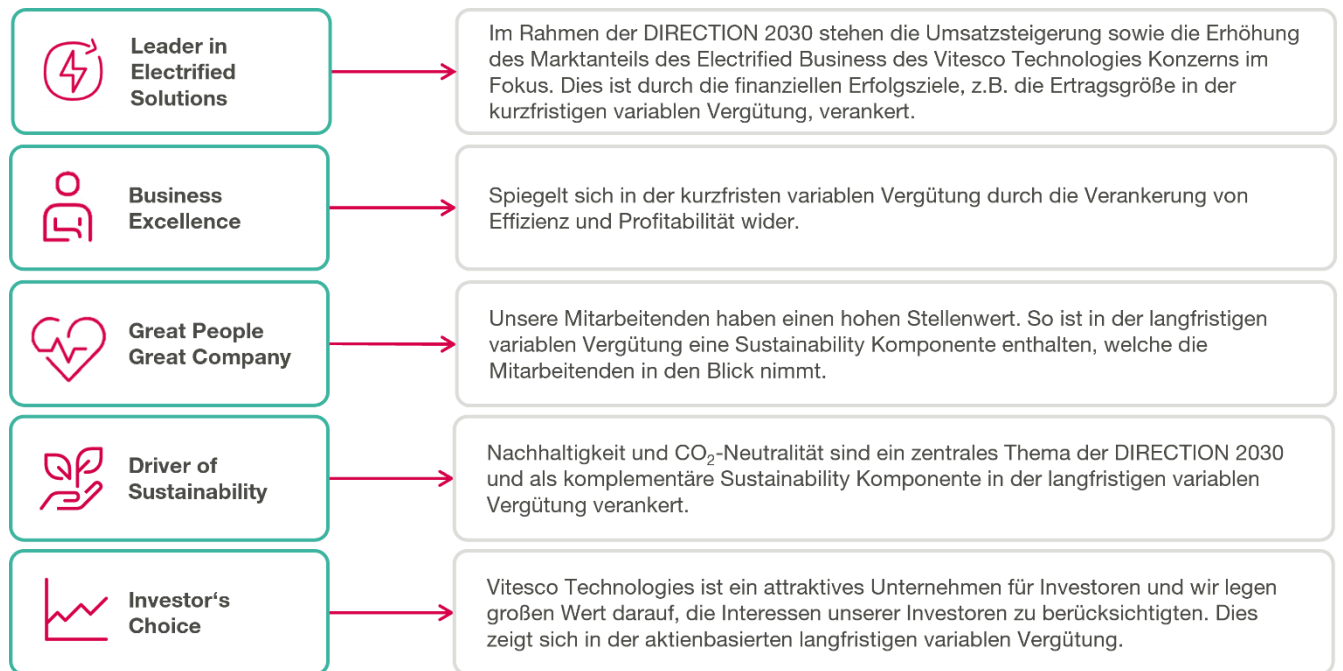 Leader in
Electrified
Solutions
Im Rahmen der DIRECTION 2030 stehen die Umsatzsteigerung sowie die Erhöhung
des Marktanteils des Electrified Business des Vitesco Technologies Konzerns im
Fokus. Dies ist durch die finanziellen Erfolgsziele, z.B. die Ertragsgröße in der
kurzfristigen variablen Vergütung, verankert.
Business
Excellence
Spiegelt sich in der kurzfristen variablen Vergütung durch die Verankerung von
Effizienz und Profitabilität wider.
Great People
Great Company
Unsere Mitarbeitenden haben einen hohen Stellenwert. So ist in der langfristigen
variablen Vergütung eine Sustainability Komponente enthalten, welche die
Mitarbeitenden in den Blick nimmt.
Driver of
Sustainability
Nachhaltigkeit und CO₂-Neutralität sind ein zentrales Thema der DIRECTION 2030
und als komplementäre Sustainability Komponente in der langfristigen variablen
Vergütung verankert.
Investor‘s
Choice
Vitesco Technologies ist ein attraktives Unternehmen für Investoren und wir legen
großen Wert darauf, die Interessen unserer Investoren zu berücksichtigten. Dies
zeigt sich in der aktienbasierten langfristigen variablen Vergütung.